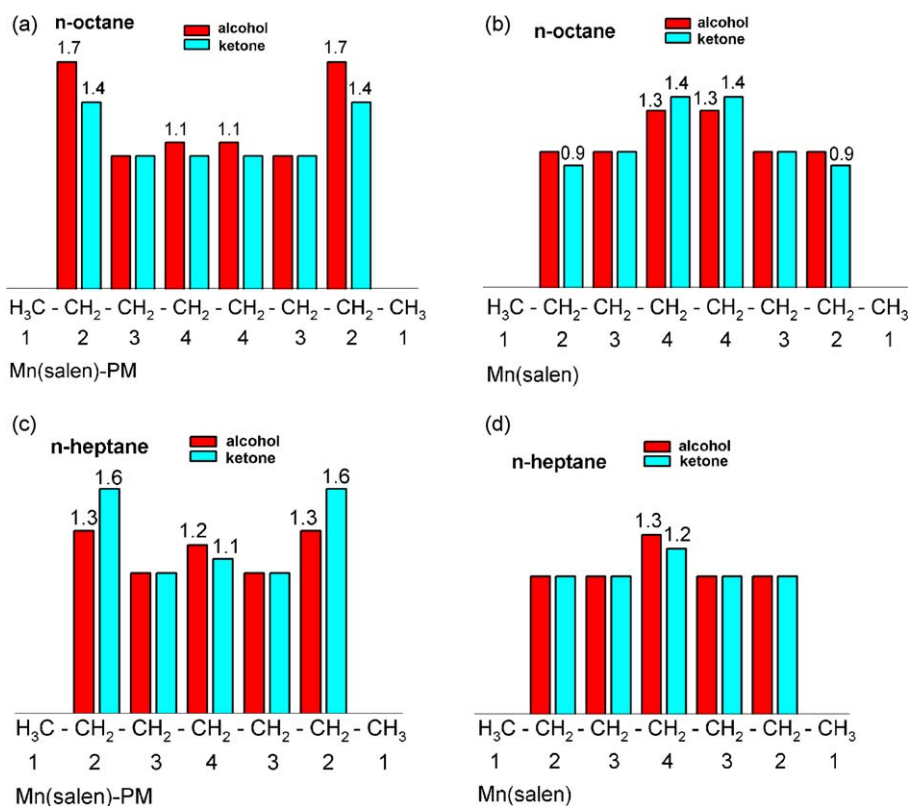 (a)
n-octane
alcohol
ketone
1.7
1.4
1.1
1.1
1.7
1.4
H₃C - CH₂ - CH₂ - CH₂ - CH₂ - CH₂ - CH₂ - CH₃
1 2 3 4 4 3 2 1
Mn(salen)-PM
(b)
n-octane
alcohol
ketone
0.9
1.3
1.4
1.3
1.4
0.9
H₃C - CH₂ - CH₂ - CH₂ - CH₂ - CH₂ - CH₂ - CH₃
1 2 3 4 4 3 2 1
Mn(salen)
(c)
n-heptane
alcohol
ketone
1.3
1.6
1.2
1.1
1.3
1.6
H₃C - CH₂ - CH₂ - CH₂ - CH₂ - CH₂ - CH₃
1 2 3 4 3 2 1
Mn(salen)-PM
(d)
n-heptane
alcohol
ketone
1.3
1.2
H₃C - CH₂ - CH₂ - CH₂ - CH₂ - CH₂ - CH₃
1 2 3 4 3 2 1
Mn(salen)